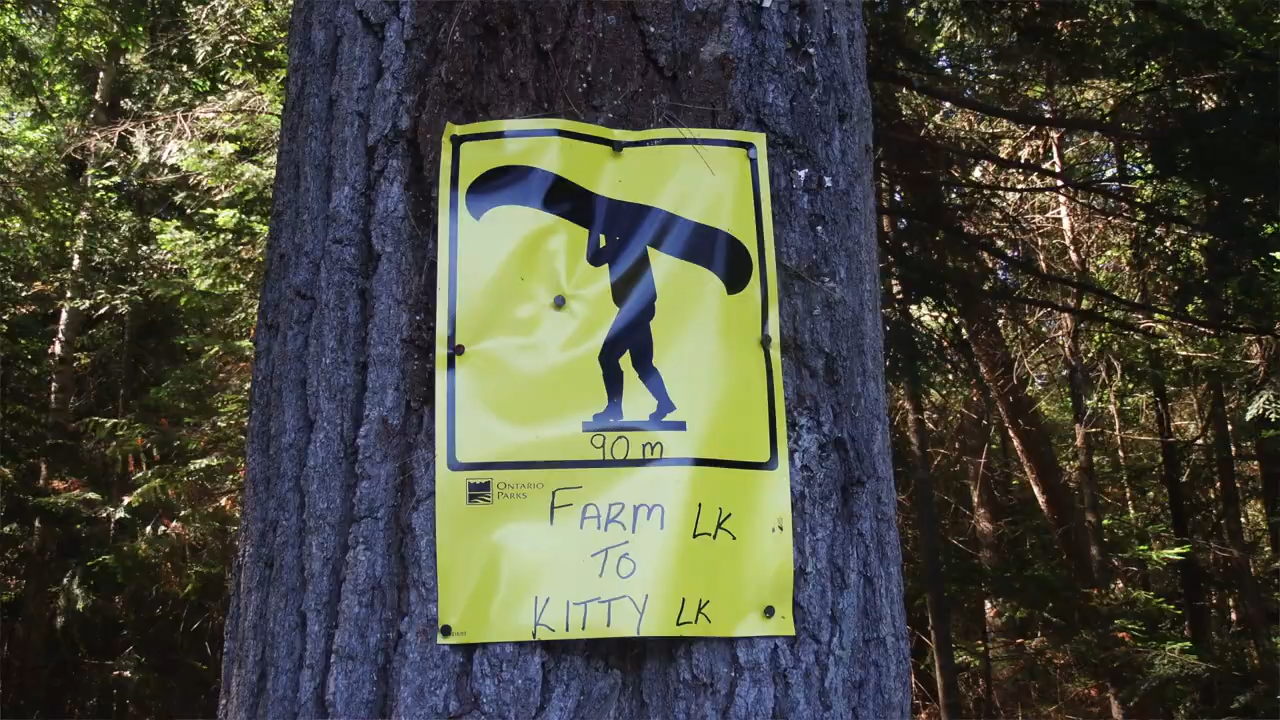 90 m
ONTARIO
PARKS
FARM LK
TO
KITTY LK